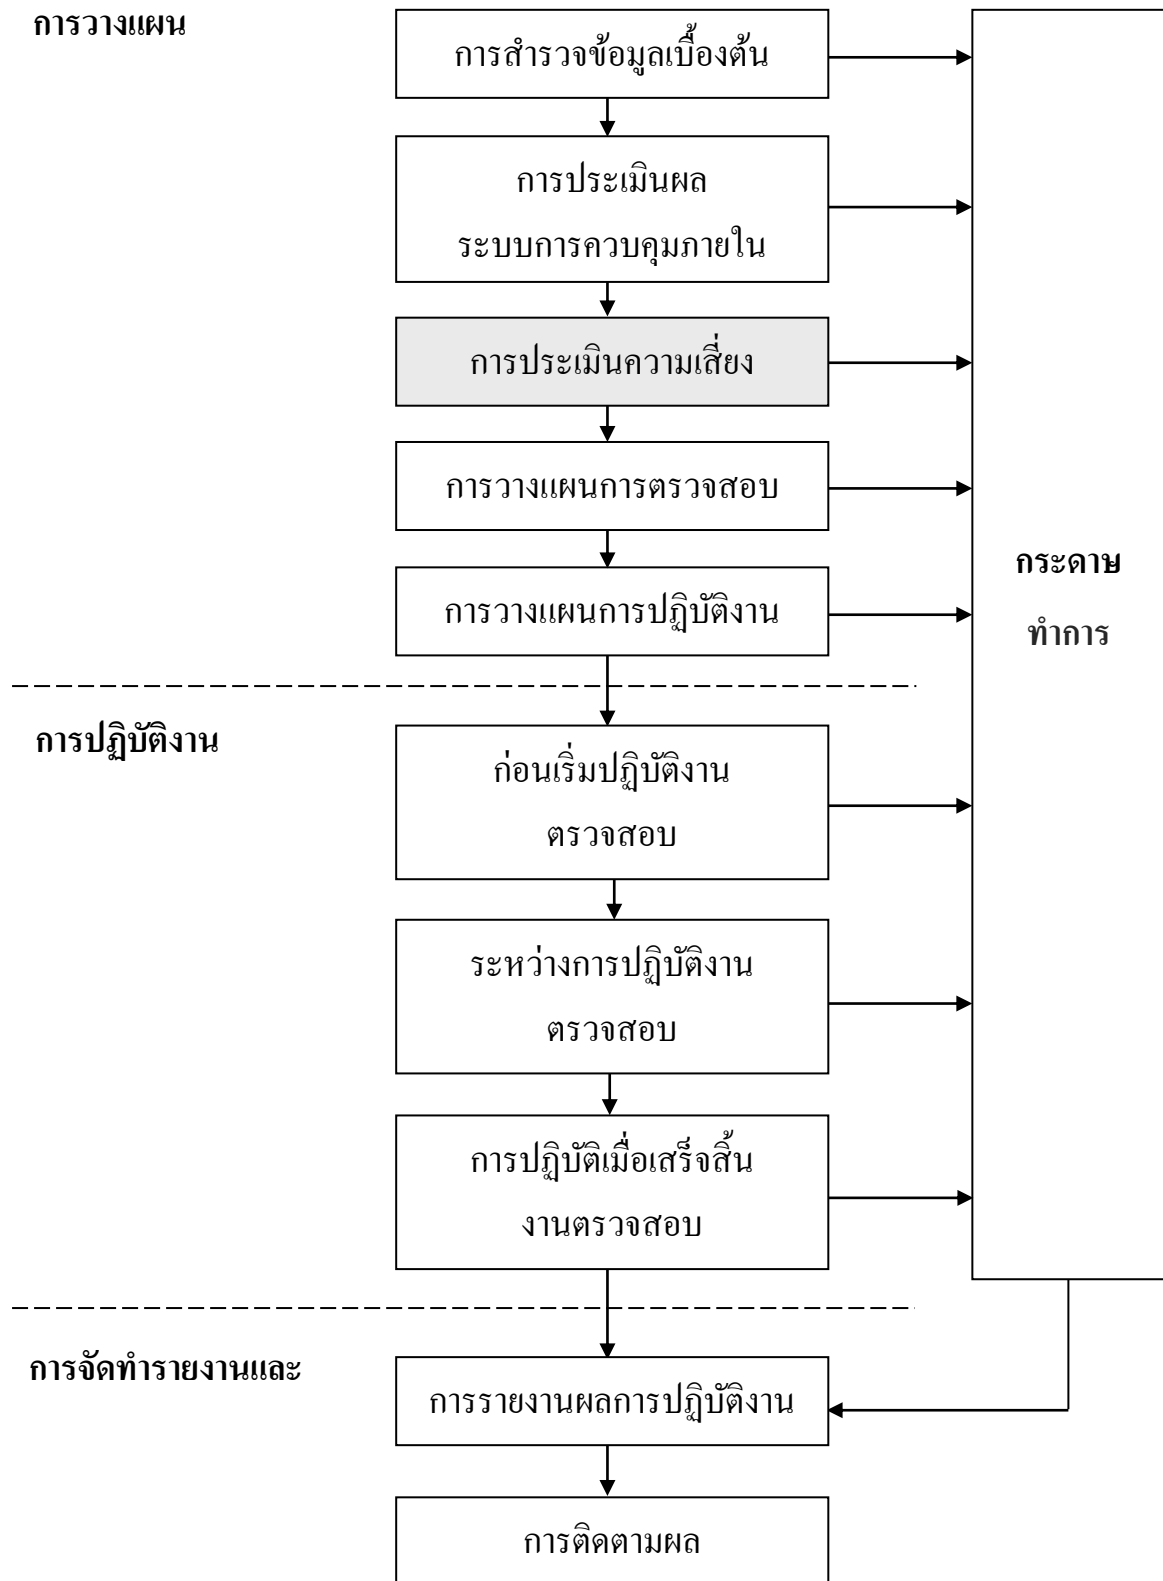 การวางแผน
การสำรวจข้อมูลเบื้องต้น
การประเมินผล
ระบบการควบคุมภายใน
การประเมินความเสี่ยง
การวางแผนการตรวจสอบ
การวางแผนการปฏิบัติงาน
กระดาษ
ทำการ
การปฏิบัติงาน
ก่อนเริ่มปฏิบัติงาน
ตรวจสอบ
ระหว่างการปฏิบัติงาน
ตรวจสอบ
การปฏิบัติเมื่อเสร็จสิ้น
งานตรวจสอบ
การจัดทำรายงานและ
การรายงานผลการปฏิบัติงาน
การติดตามผล